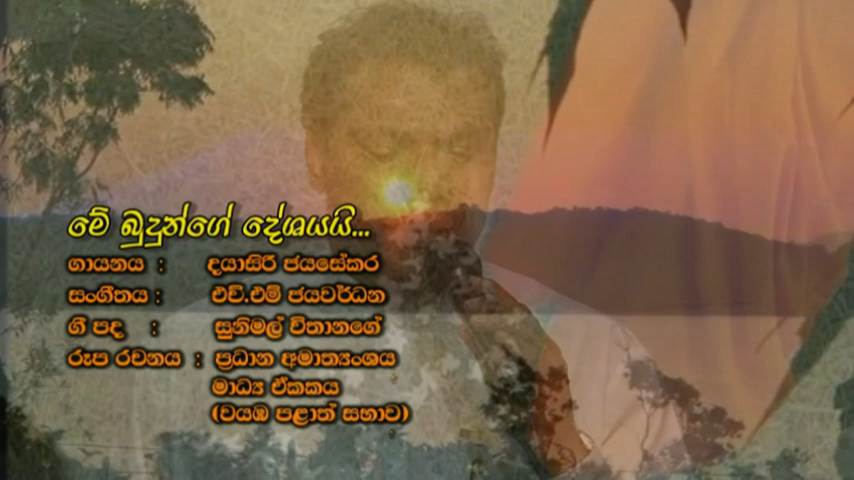 මේ බුදුන්ගේ දේශයයි...
ගායනය : දයාසිරි ජයසේකර
සංගීතය : එච්.එම් ජයවර්ධන
ගී පද : සුනිමල් විතානගේ
රූප රචනය : ප්‍රධාන අමාත්‍යංශය
මාධ්‍ය ඒකකය
(වයඹ පළාත් සභාව)